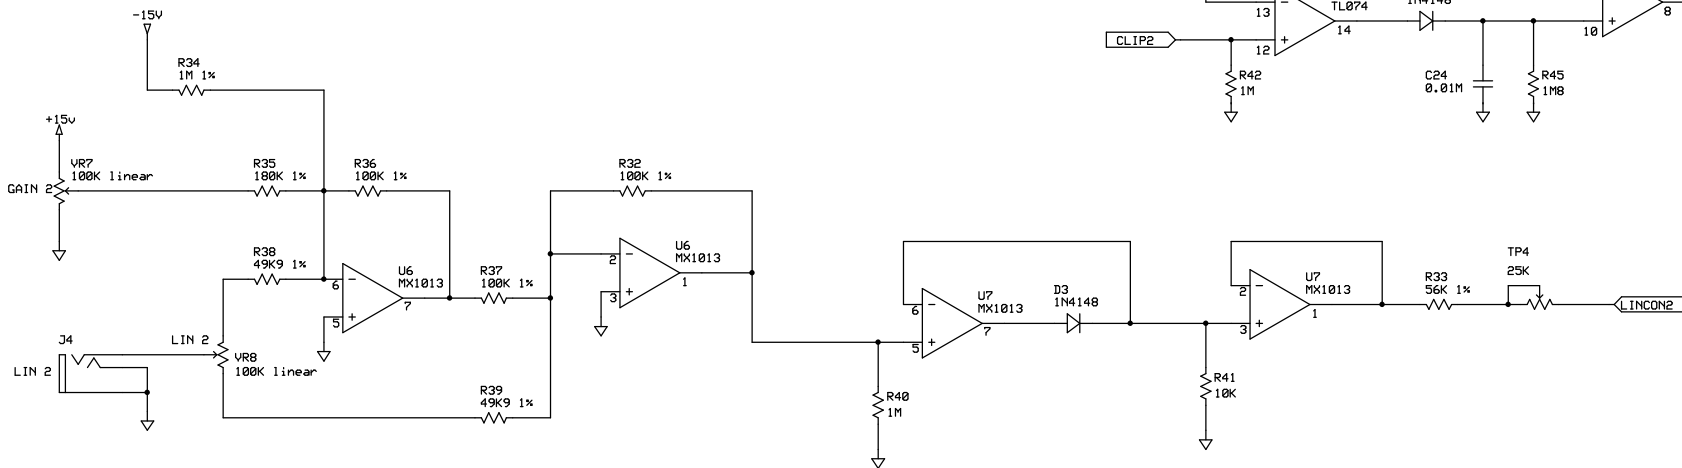 -15V
R34
1M 1%
+15v
VR7
100K linear
GAIN 2
R35
180K 1%
R36
100K 1%
R38
49K9 1%
6
5
-
+
U6
MX1013
7
J4
LIN 2
LIN 2
VR8
100K linear
R37
100K 1%
R39
49K9 1%
R32
100K 1%
2
3
-
+
U6
MX1013
1
R40
1M
6
5
-
+
U7
MX1013
7
D3
1N4148
R41
10K
2
3
-
+
U7
MX1013
1
R33
56K 1%
TP4
25K
LINCON2
CLIP2
13
12
-
+
TL074
14
R42
1M
1N4148
C24
0.01M
R45
1M8
10
+
8